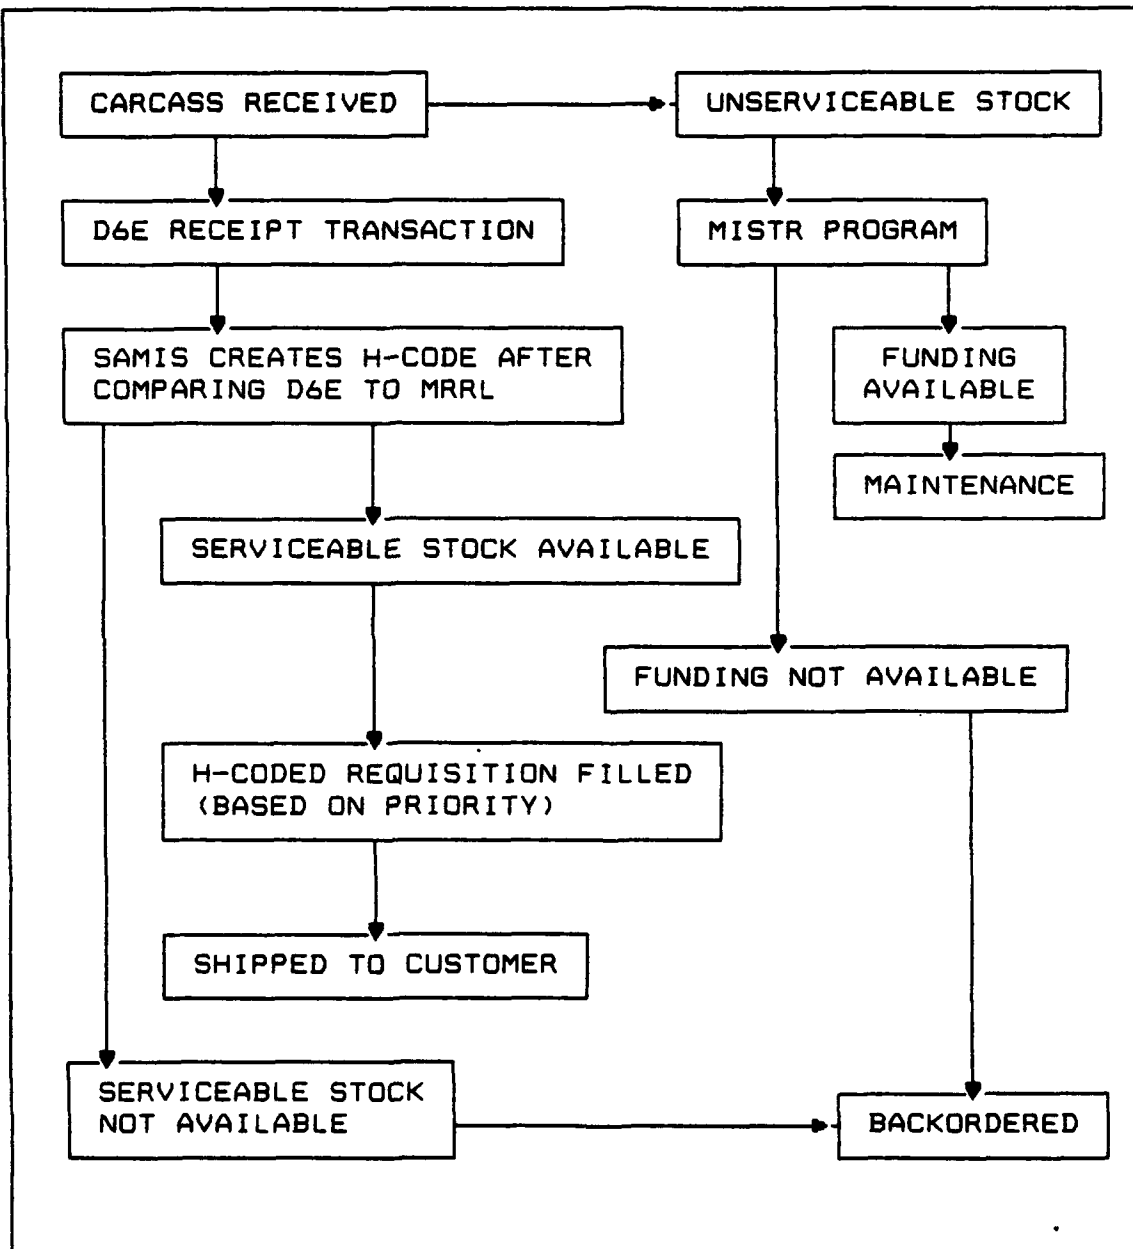 CARCASS RECEIVED
UNSERVICEABLE STOCK
D6E RECEIPT TRANSACTION
MISTR PROGRAM
SAMIS CREATES H-CODE AFTER
COMPARING D6E TO MRRL
FUNDING
AVAILABLE
MAINTENANCE
SERVICEABLE STOCK AVAILABLE
FUNDING NOT AVAILABLE
H-CODED REQUISITION FILLED
(BASED ON PRIORITY)
SHIPPED TO CUSTOMER
SERVICEABLE STOCK
NOT AVAILABLE
BACKORDERED